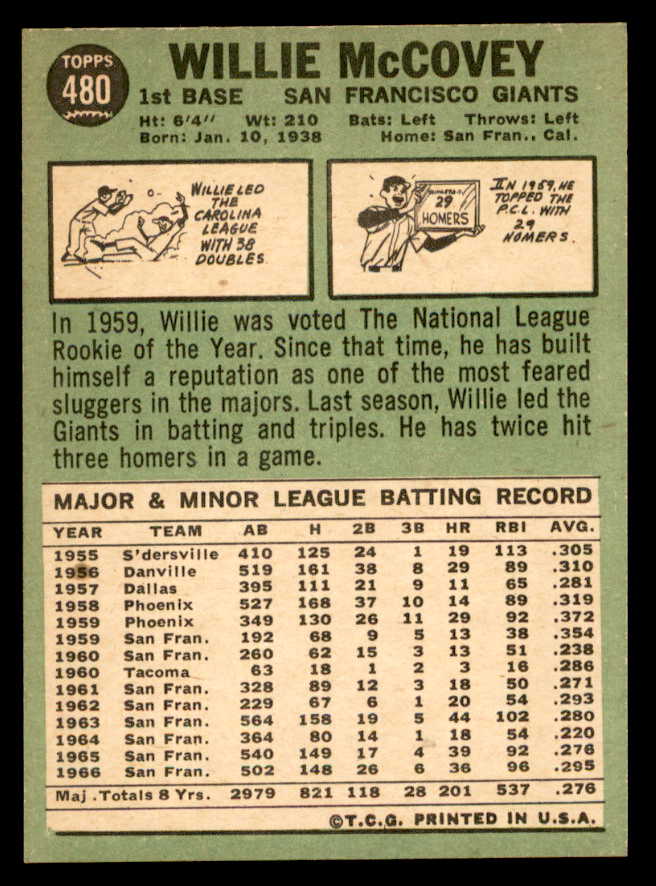 TOPPS
480
WILLIE McCOVEY
1st BASE SAN FRANCISCO GIANTS
Ht: 6'4" Wt: 210 Bats: Left Throws: Left
Born: Jan. 10, 1938 Home: San Fran., Cal.
WILLIE LED
THE
CAROLINA
LEAGUE
WITH 38
DOUBLES.
29
HOMERS
IN 1959, HE
TOPPED THE
P.C.L. WITH
29
HOMERS.
In 1959, Willie was voted The National League
Rookie of the Year. Since that time, he has built
himself a reputation as one of the most feared
sluggers in the majors. Last season, Willie led the
Giants in batting and triples. He has twice hit
three homers in a game.
MAJOR & MINOR LEAGUE BATTING RECORD
YEAR TEAM AB H 2B 3B HR RBI AVG.
1955 S'dersville 410 125 24 1 19 113 .305
1956 Danville 519 161 38 8 29 89 .310
1957 Dallas 395 111 21 9 11 65 .281
1958 Phoenix 527 168 37 10 14 89 .319
1959 Phoenix 349 130 26 11 29 92 .372
1959 San Fran. 192 68 9 5 13 38 .354
1960 San Fran. 260 62 15 3 13 51 .238
1960 Tacoma 63 18 1 2 3 16 .286
1961 San Fran. 328 89 12 3 18 50 .271
1962 San Fran. 229 67 6 1 20 54 .293
1963 San Fran. 564 158 19 5 44 102 .280
1964 San Fran. 364 80 14 1 18 54 .220
1965 San Fran. 540 149 17 4 39 92 .276
1966 San Fran. 502 148 26 6 36 96 .295
Maj. Totals 8 Yrs. 2979 821 118 28 201 537 .276
©T.C.G. PRINTED IN U.S.A.